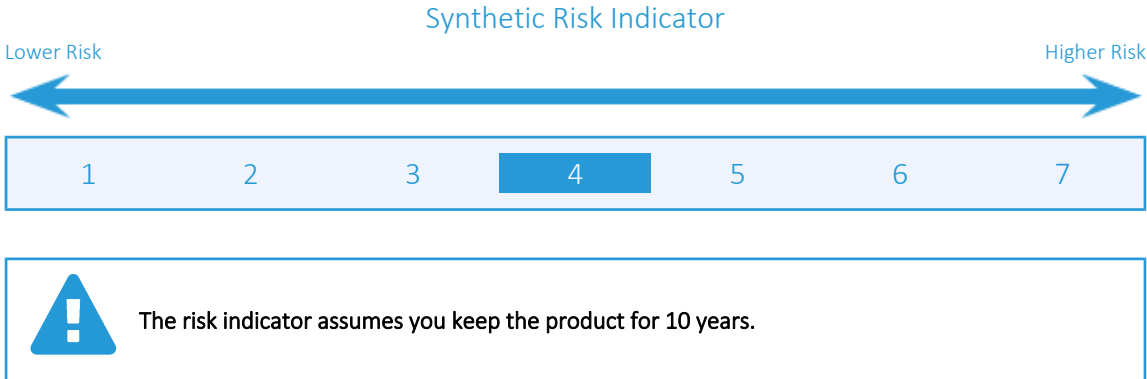 Synthetic Risk Indicator
Lower Risk Higher Risk
1 2 3 4 5 6 7
The risk indicator assumes you keep the product for 10 years.